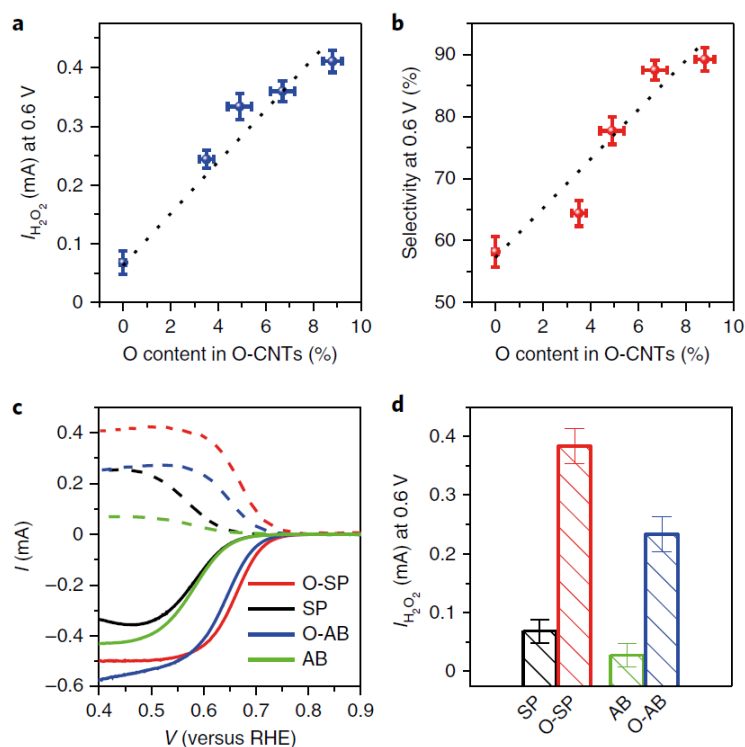 a
I_H₂O₂ (mA) at 0.6 V
0.4
0.3
0.2
0.1
0
0 2 4 6 8 10
O content in O-CNTs (%)
b
Selectivity at 0.6 V (%)
90
80
70
60
50
0 2 4 6 8 10
O content in O-CNTs (%)
c
I (mA)
0.4
0.2
0
−0.2
−0.4
−0.6
O-SP
SP
O-AB
AB
0.4 0.5 0.6 0.7 0.8 0.9
V (versus RHE)
d
I_H₂O₂ (mA) at 0.6 V
0.4
0.3
0.2
0.1
0
SP
O-SP
AB
O-AB